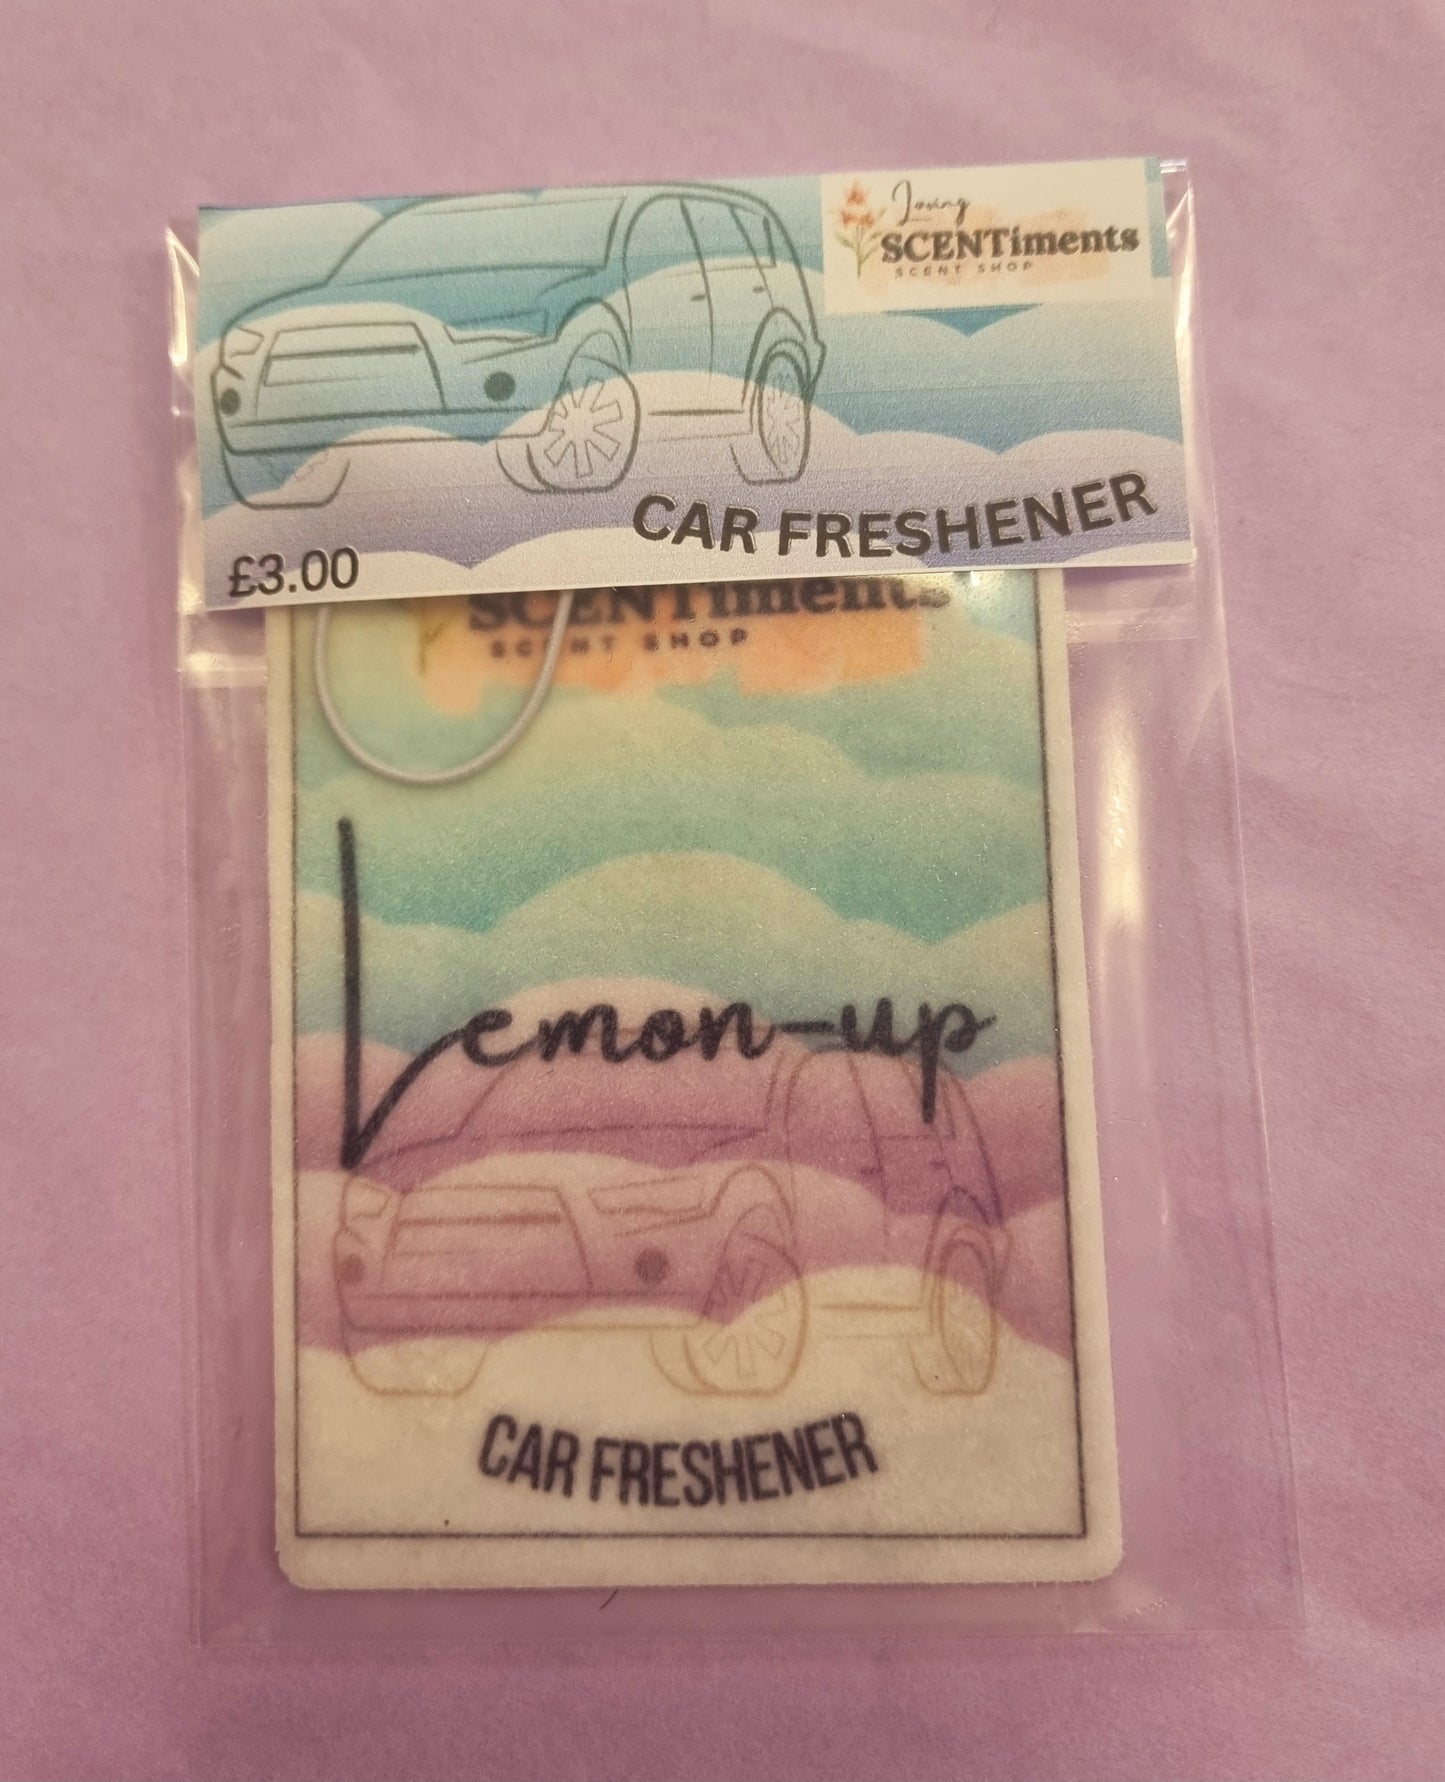 Loving
SCENTiments
SCENT SHOP
CAR FRESHENER
£3.00
SCENTiments
SCENT SHOP
Lemon-up
CAR FRESHENER